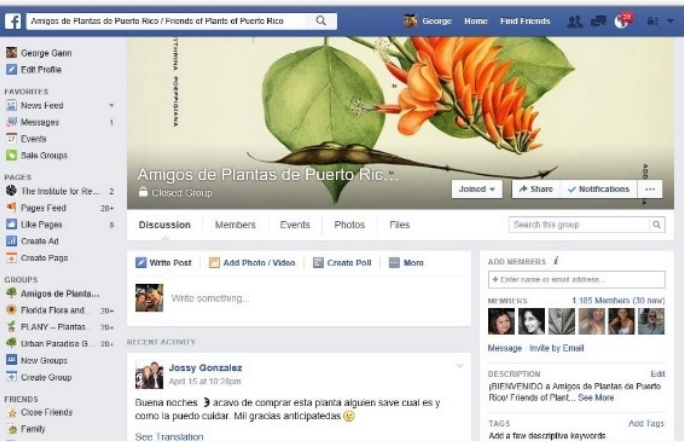 Amigos de Plantas de Puerto Rico / Friends of Plants of Puerto Rico
George Home Find Friends
George Gann
Edit Profile
FAVORITES
News Feed
Messages 1
Events
Sale Groups
PAGES
The Institute for Re... 2
Pages Feed 20+
Like Pages 8
Create Ad
Create Page
GROUPS
Amigos de Planta...
Florida Flora and... 20+
PLANY – Plantas... 20+
Urban Paradise G... 20+
New Groups
Create Group
FRIENDS
Close Friends
Family
YTHRINA POEPPIGIANA
Amigos de Plantas de Puerto Ric...
Closed Group
Joined Share Notifications ...
Discussion Members Events Photos Files
Search this group
Write Post Add Photo / Video Create Poll More
Write something...
RECENT ACTIVITY
Jossy Gonzalez
April 15 at 10:28pm
Buena noches acavo de comprar esta planta alguien save cual es y
como la puedo cuidar. Mil gracias anticipatedas
See Translation
ADD MEMBERS i
+ Enter name or email address...
MEMBERS 1,185 Members (30 new)
Message Invite by Email
DESCRIPTION Edit
¡BIENVENIDO a Amigos de Plantas de Puerto
Rico/ Friends of Plant... See More
TAGS Add Tags
Add a few descriptive keywords